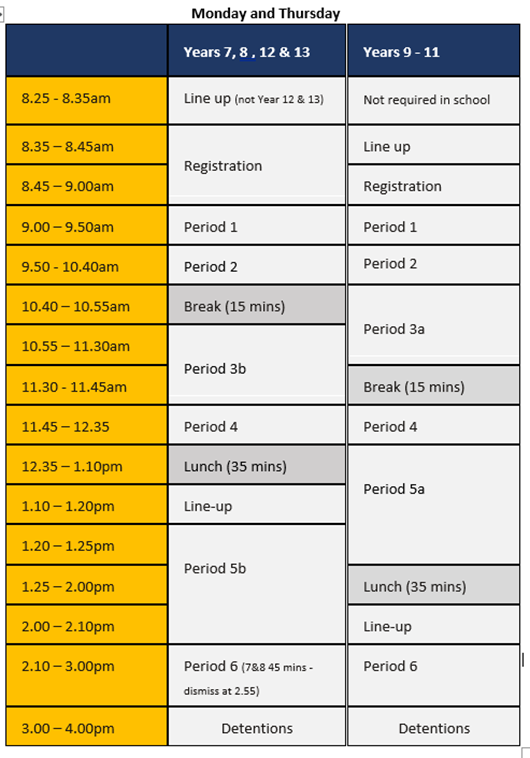 Monday and Thursday
Years 7, 8 , 12 & 13 Years 9 - 11
8.25 - 8.35am Line up (not Year 12 & 13) Not required in school
8.35 – 8.45am Registration Line up
8.45 – 9.00am Registration
9.00 – 9.50am Period 1 Period 1
9.50 - 10.40am Period 2 Period 2
10.40 – 10.55am Break (15 mins) Period 3a
10.55 – 11.30am Period 3b
11.30 - 11.45am Break (15 mins)
11.45 – 12.35 Period 4 Period 4
12.35 – 1.10pm Lunch (35 mins) Period 5a
1.10 – 1.20pm Line-up
1.20 – 1.25pm Period 5b
1.25 – 2.00pm Lunch (35 mins)
2.00 – 2.10pm Line-up
2.10 – 3.00pm Period 6 (7&8 45 mins - Period 6
dismiss at 2.55)
3.00 – 4.00pm Detentions Detentions